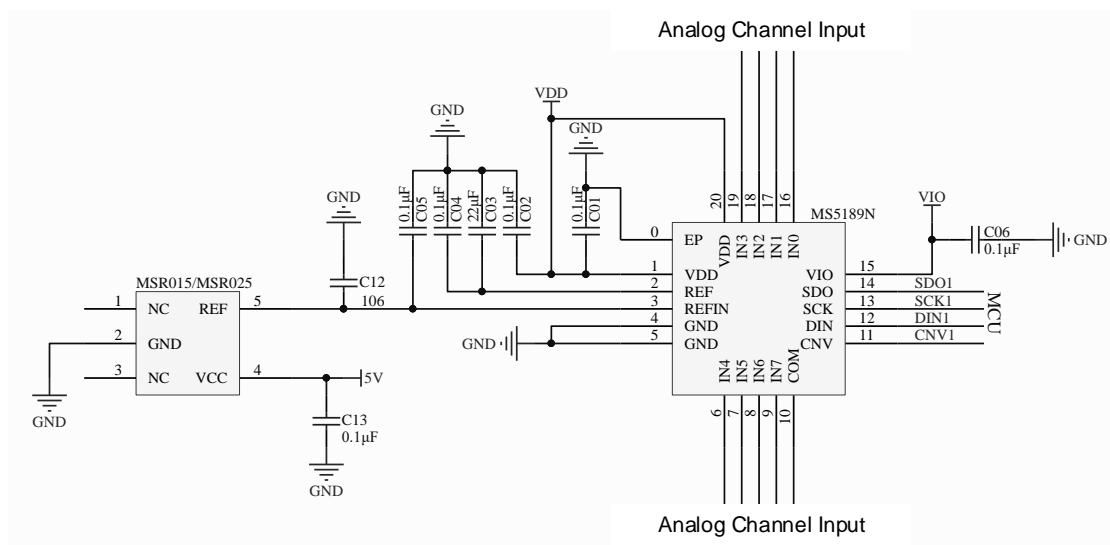 Analog Channel Input
VDD
GND
GND
0.1µF
C05
0.1µF
C04
22µF
C03
0.1µF
C02
0.1µF
C01
20
19
18
17
16
MS5189N
VIO
C06
0.1µF
GND
GND
0
EP
VDD
IN3
IN2
IN1
IN0
1
VDD
VIO
15
2
REF
SDO
14
SDO1
3
REFIN
SCK
13
SCK1
4
GND
DIN
12
DIN1
5
GND
CNV
11
CNV1
MCU
GND
IN4
IN5
IN6
IN7
COM
6
7
8
9
10
C12
106
MSR015/MSR025
1
NC
REF
5
2
GND
3
NC
VCC
4
5V
GND
C13
0.1µF
GND
Analog Channel Input